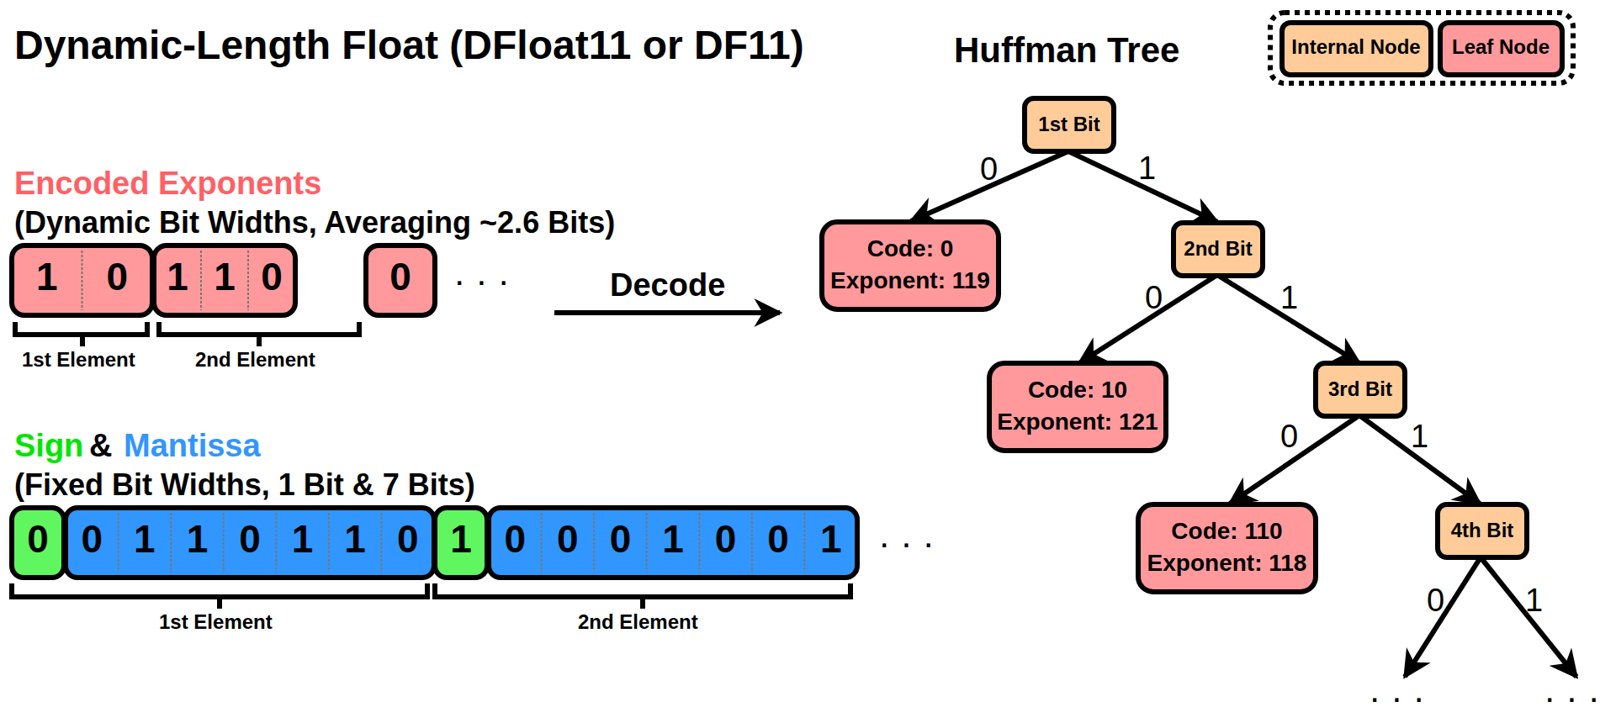 Dynamic-Length Float (DFloat11 or DF11)
Encoded Exponents
(Dynamic Bit Widths, Averaging ~2.6 Bits)
1 0 1 1 0 0 . . .
1st Element 2nd Element
Decode
Sign & Mantissa
(Fixed Bit Widths, 1 Bit & 7 Bits)
0 0 1 1 0 1 1 0 1 0 0 0 1 0 0 1 . . .
1st Element 2nd Element
Huffman Tree
Internal Node Leaf Node
1st Bit
0 1
Code: 0
Exponent: 119
2nd Bit
0 1
Code: 10
Exponent: 121
3rd Bit
0 1
Code: 110
Exponent: 118
4th Bit
0 1
. . . . . .